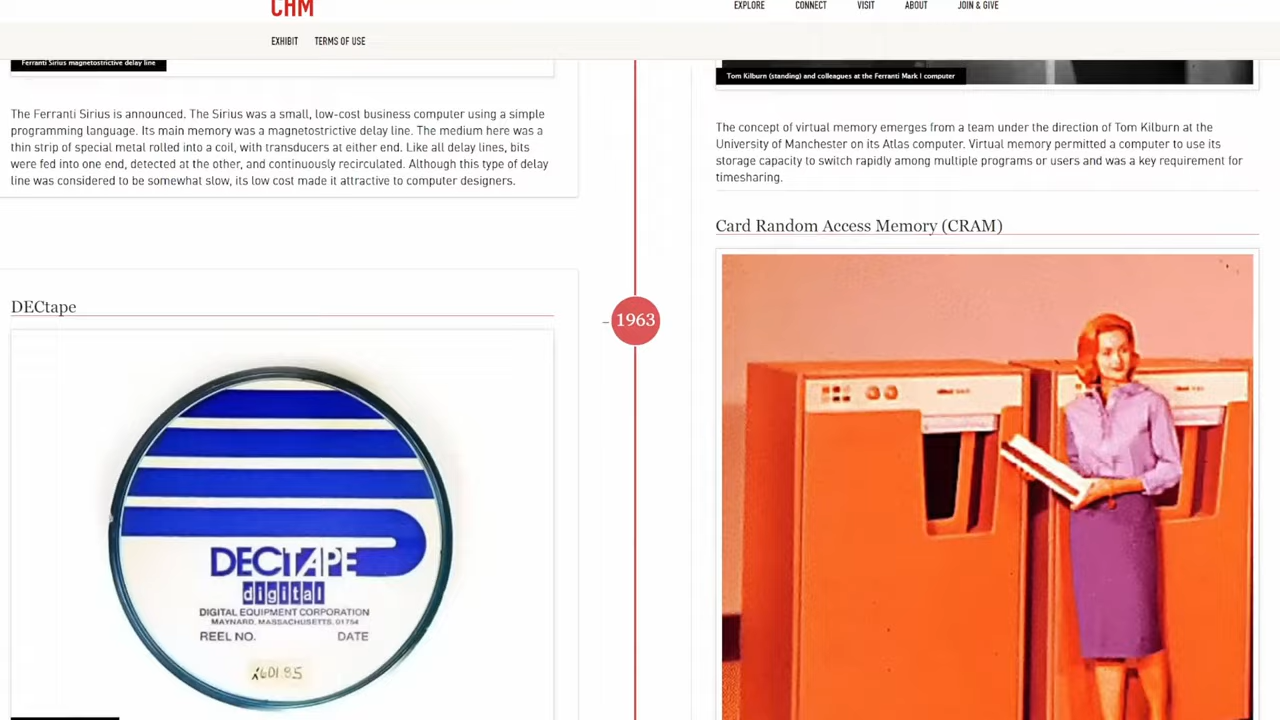 CHM
EXPLORE CONNECT VISIT ABOUT JOIN & GIVE
EXHIBIT TERMS OF USE
Ferranti Sirius magnetostrictive delay line
The Ferranti Sirius is announced. The Sirius was a small, low-cost business computer using a simple
programming language. Its main memory was a magnetostrictive delay line. The medium here was a
thin strip of special metal rolled into a coil, with transducers at either end. Like all delay lines, bits
were fed into one end, detected at the other, and continuously recirculated. Although this type of delay
line was considered to be somewhat slow, its low cost made it attractive to computer designers.
Tom Kilburn (standing) and colleagues at the Ferranti Mark I computer
The concept of virtual memory emerges from a team under the direction of Tom Kilburn at the
University of Manchester on its Atlas computer. Virtual memory permitted a computer to use its
storage capacity to switch rapidly among multiple programs or users and was a key requirement for
timesharing.
1963
DECtape
DECTAPE
digital
DIGITAL EQUIPMENT CORPORATION
MAYNARD, MASSACHUSETTS, 01754
REEL NO. DATE
Card Random Access Memory (CRAM)